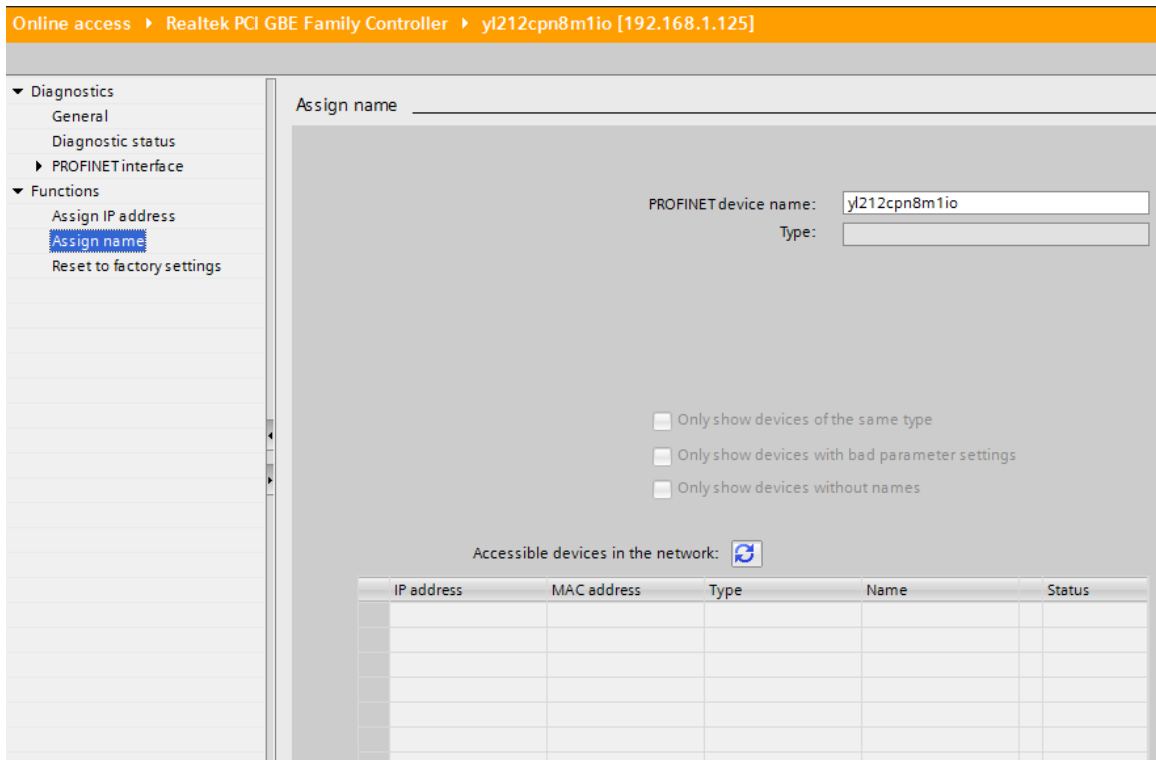 Online access ▸ Realtek PCI GBE Family Controller ▸ yl212cpn8m1io [192.168.1.125]
Diagnostics
General
Diagnostic status
PROFINET interface
Functions
Assign IP address
Assign name
Reset to factory settings
Assign name
PROFINET device name: yl212cpn8m1io
Type:
Only show devices of the same type
Only show devices with bad parameter settings
Only show devices without names
Accessible devices in the network:
IP address MAC address Type Name Status